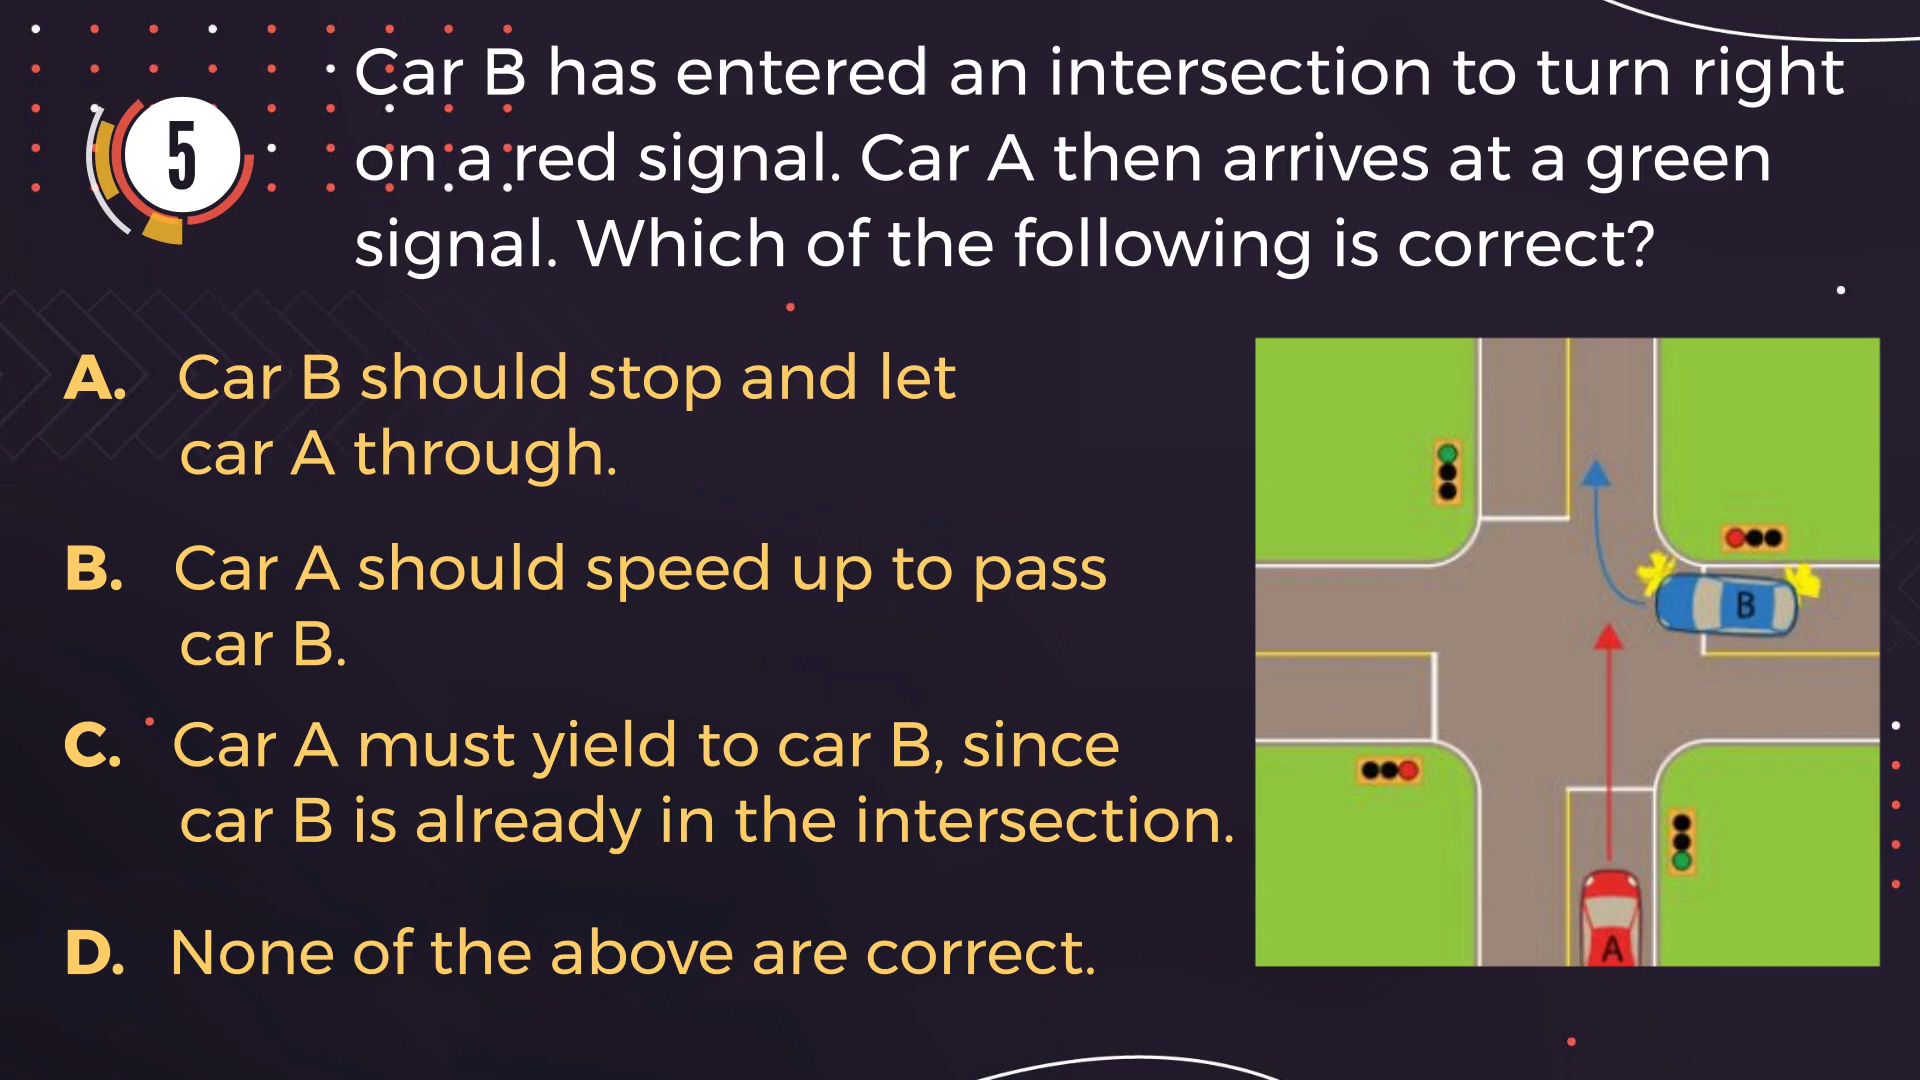 5
Car B has entered an intersection to turn right
on a red signal. Car A then arrives at a green
signal. Which of the following is correct?
A. Car B should stop and let
car A through.
B. Car A should speed up to pass
car B.
C. Car A must yield to car B, since
car B is already in the intersection.
D. None of the above are correct.
B
A